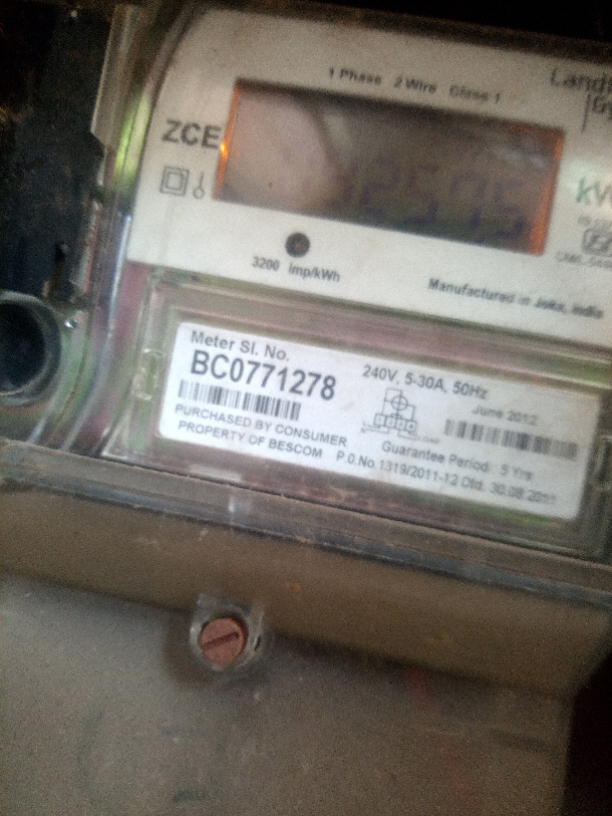 1 Phase 2 Wire Class 1
Landi
ZCE
3200 imp/kWh
Manufactured in Joka, India
Meter Sl. No.
BC0771278
240V, 5-30A, 50Hz
June 2012
PURCHASED BY CONSUMER
PROPERTY OF BESCOM
Guarantee Period: 5 Yrs
P.O.No.1319/2011-12 Dtd. 30.08.2011